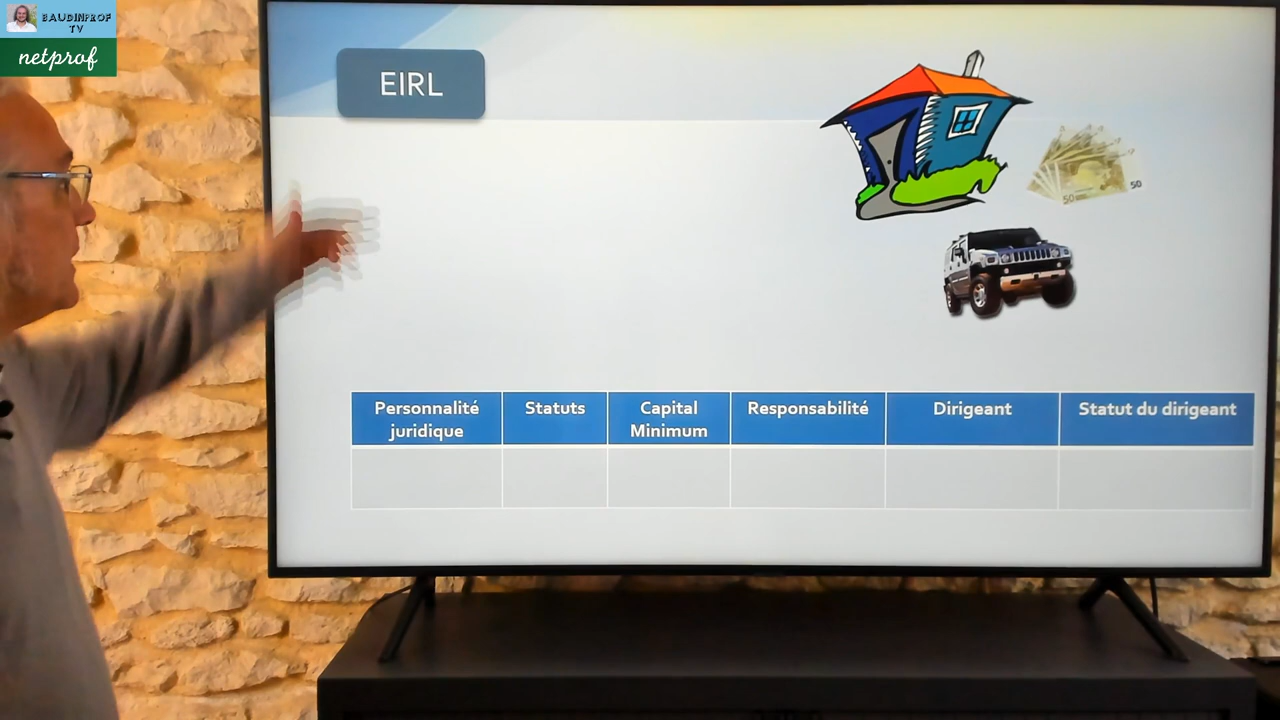 BAUDINPROF
TV
netprof
EIRL
50
50
Personnalité
juridique
Statuts
Capital
Minimum
Responsabilité
Dirigeant
Statut du dirigeant